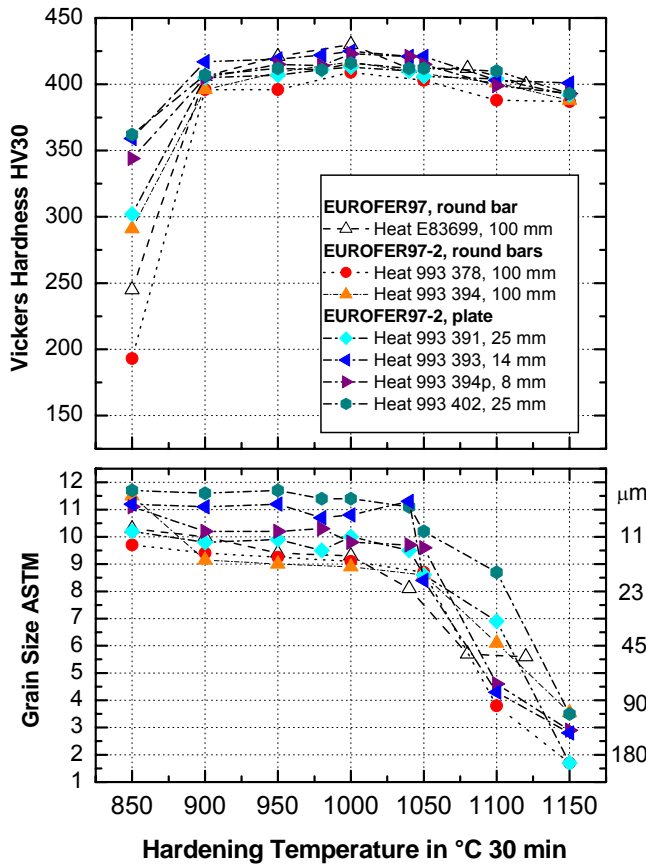 450
400
350
300
250
200
150
Vickers Hardness HV30
EUROFER97, round bar
Heat E83699, 100 mm
EUROFER97-2, round bars
Heat 993 378, 100 mm
Heat 993 394, 100 mm
EUROFER97-2, plate
Heat 993 391, 25 mm
Heat 993 393, 14 mm
Heat 993 394p, 8 mm
Heat 993 402, 25 mm
12
11
10
9
8
7
6
5
4
3
2
1
Grain Size ASTM
µm
11
23
45
90
180
850 900 950 1000 1050 1100 1150
Hardening Temperature in °C 30 min